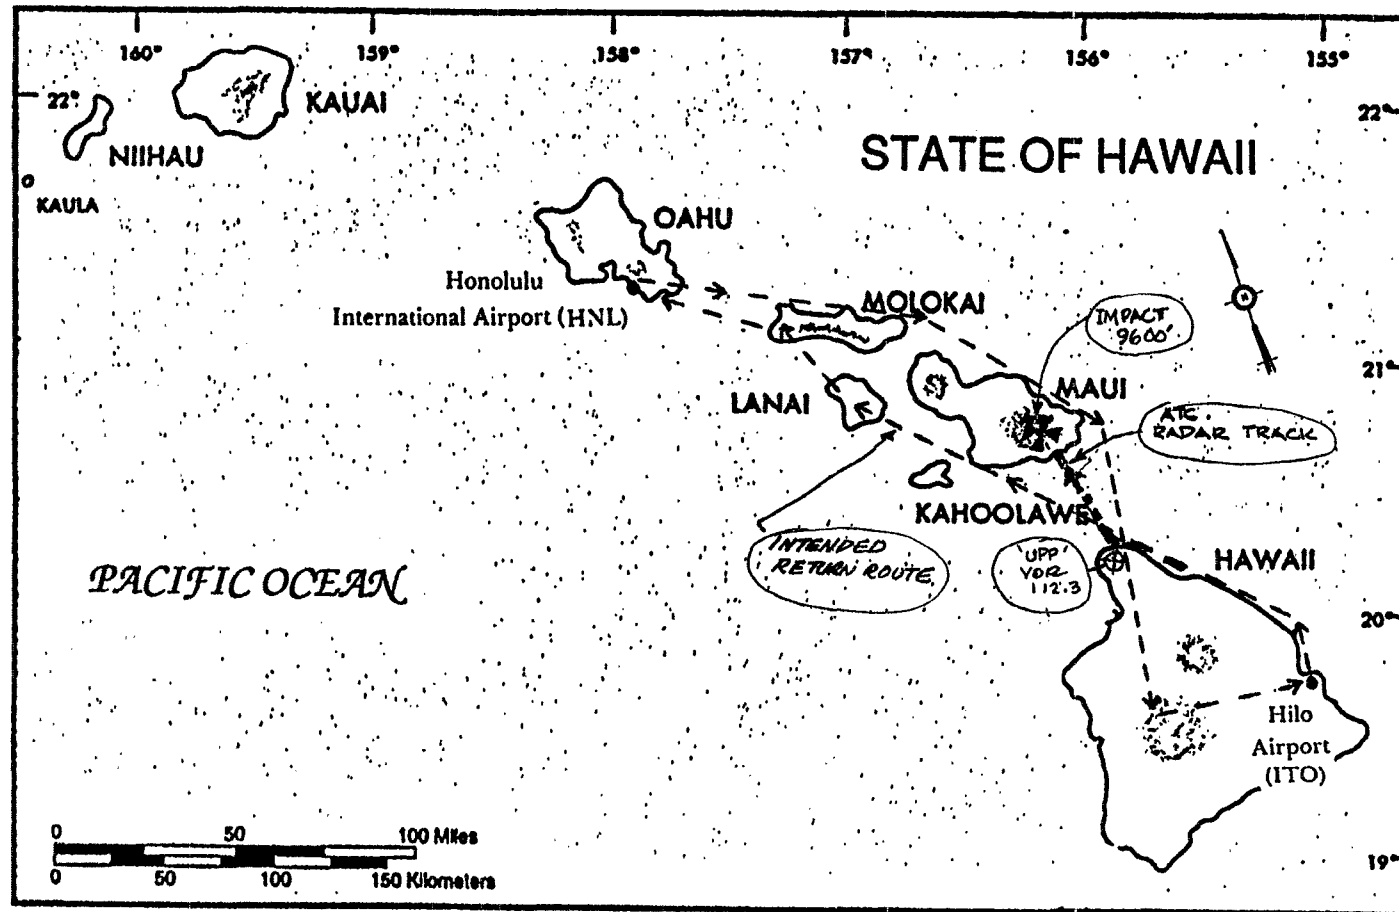 160°
159°
158°
157°
156°
155°
22°
KAUAI
22°
NIIHAU
STATE OF HAWAII
KAULA
OAHU
Honolulu
International Airport (HNL)
MOLOKAI
IMPACT
9600'
21°
LANAI
MAUI
ATC
RADAR TRACK
KAHOOLAWE
INTENDED
RETURN ROUTE
UPP
VOR
112.3
HAWAII
PACIFIC OCEAN
20°
Hilo
Airport
(ITO)
0 50 100 Miles
0 50 100 150 Kilometers
19°